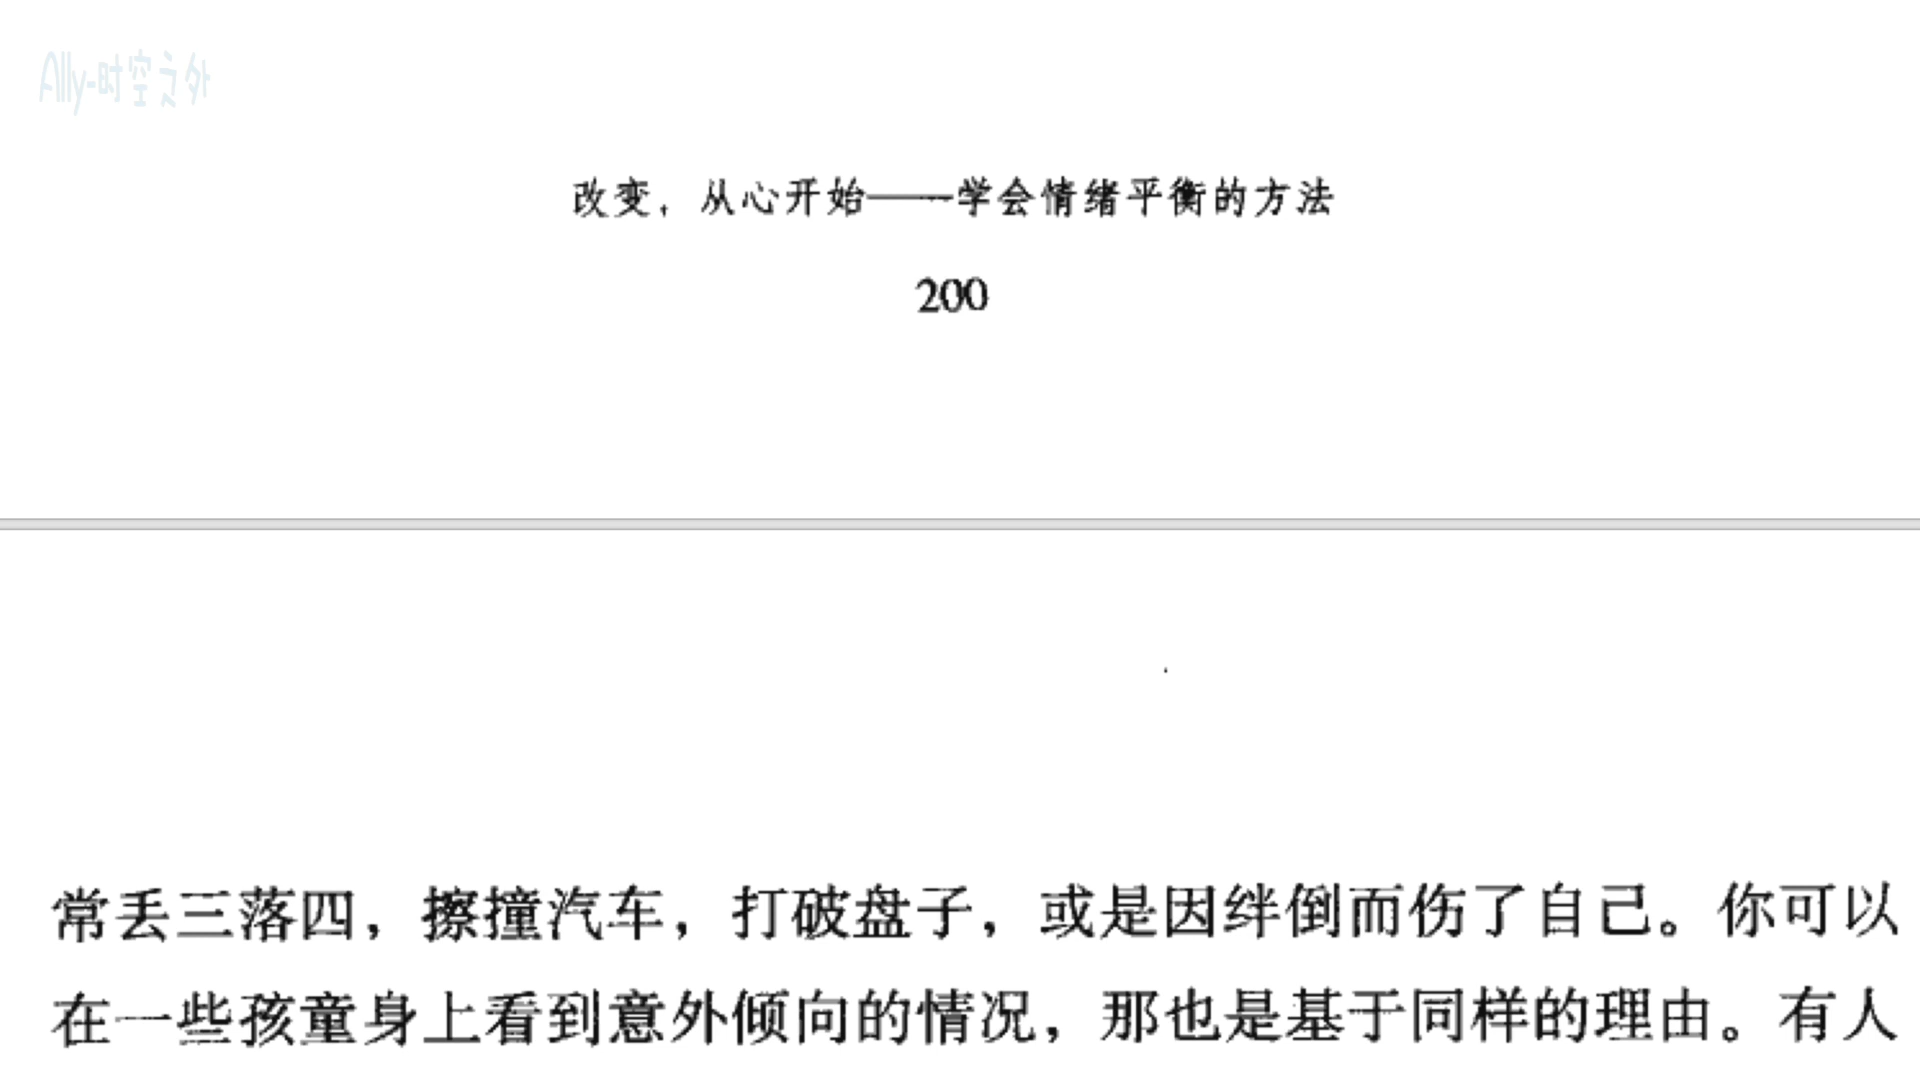 Ally-时空之外
改变，从心开始——学会情绪平衡的方法
200
常丢三落四，擦撞汽车，打破盘子，或是因绊倒而伤了自己。你可以
在一些孩童身上看到意外倾向的情况，那也是基于同样的理由。有人